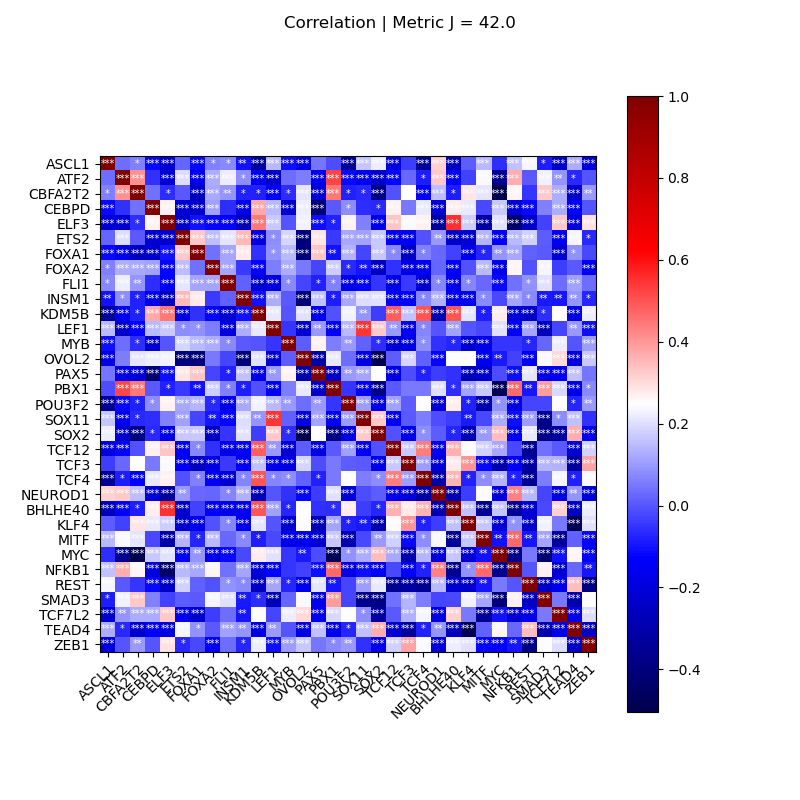 Correlation | Metric J = 42.0
ASCL1
ATF2
CBFA2T2
CEBPD
ELF3
ETS2
FOXA1
FOXA2
FLI1
INSM1
KDM5B
LEF1
MYB
OVOL2
PAX5
PBX1
POU3F2
SOX11
SOX2
TCF12
TCF3
TCF4
NEUROD1
BHLHE40
KLF4
MITF
MYC
NFKB1
REST
SMAD3
TCF7L2
TEAD4
ZEB1
ASCL1
ATF2
CBFA2T2
CEBPD
ELF3
ETS2
FOXA1
FOXA2
FLI1
INSM1
KDM5B
LEF1
MYB
OVOL2
PAX5
PBX1
POU3F2
SOX11
SOX2
TCF12
TCF3
TCF4
NEUROD1
BHLHE40
KLF4
MITF
MYC
NFKB1
REST
SMAD3
TCF7L2
TEAD4
ZEB1
1.0
0.8
0.6
0.4
0.2
0.0
−0.2
−0.4